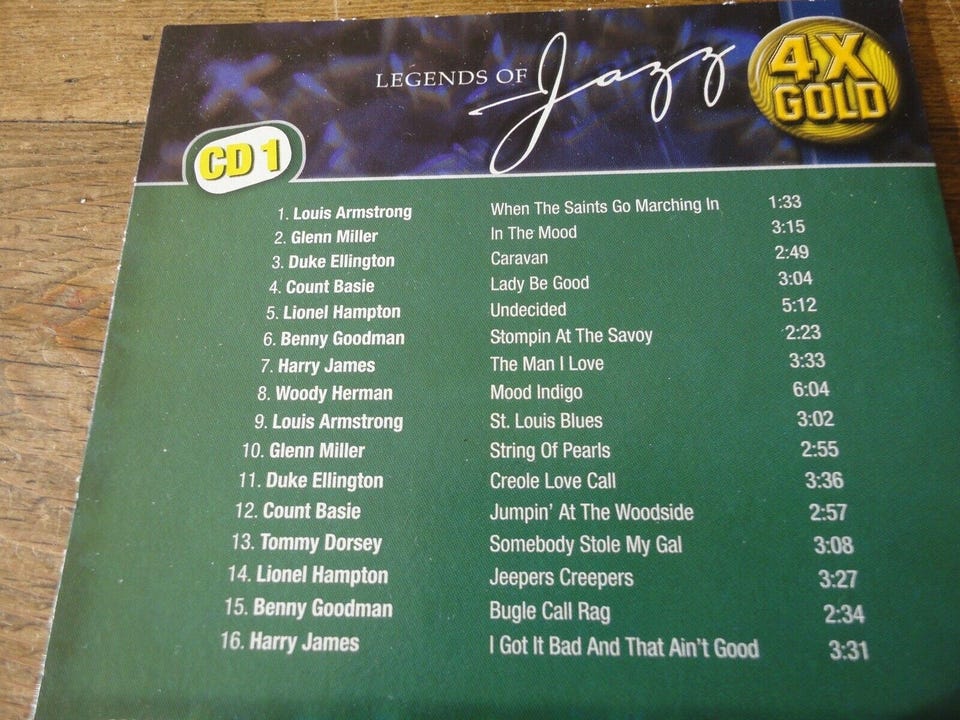 LEGENDS OF Jazz
4X
GOLD
CD 1
1. Louis Armstrong When The Saints Go Marching In 1:33
2. Glenn Miller In The Mood 3:15
3. Duke Ellington Caravan 2:49
4. Count Basie Lady Be Good 3:04
5. Lionel Hampton Undecided 5:12
6. Benny Goodman Stompin At The Savoy 2:23
7. Harry James The Man I Love 3:33
8. Woody Herman Mood Indigo 6:04
9. Louis Armstrong St. Louis Blues 3:02
10. Glenn Miller String Of Pearls 2:55
11. Duke Ellington Creole Love Call 3:36
12. Count Basie Jumpin' At The Woodside 2:57
13. Tommy Dorsey Somebody Stole My Gal 3:08
14. Lionel Hampton Jeepers Creepers 3:27
15. Benny Goodman Bugle Call Rag 2:34
16. Harry James I Got It Bad And That Ain't Good 3:31